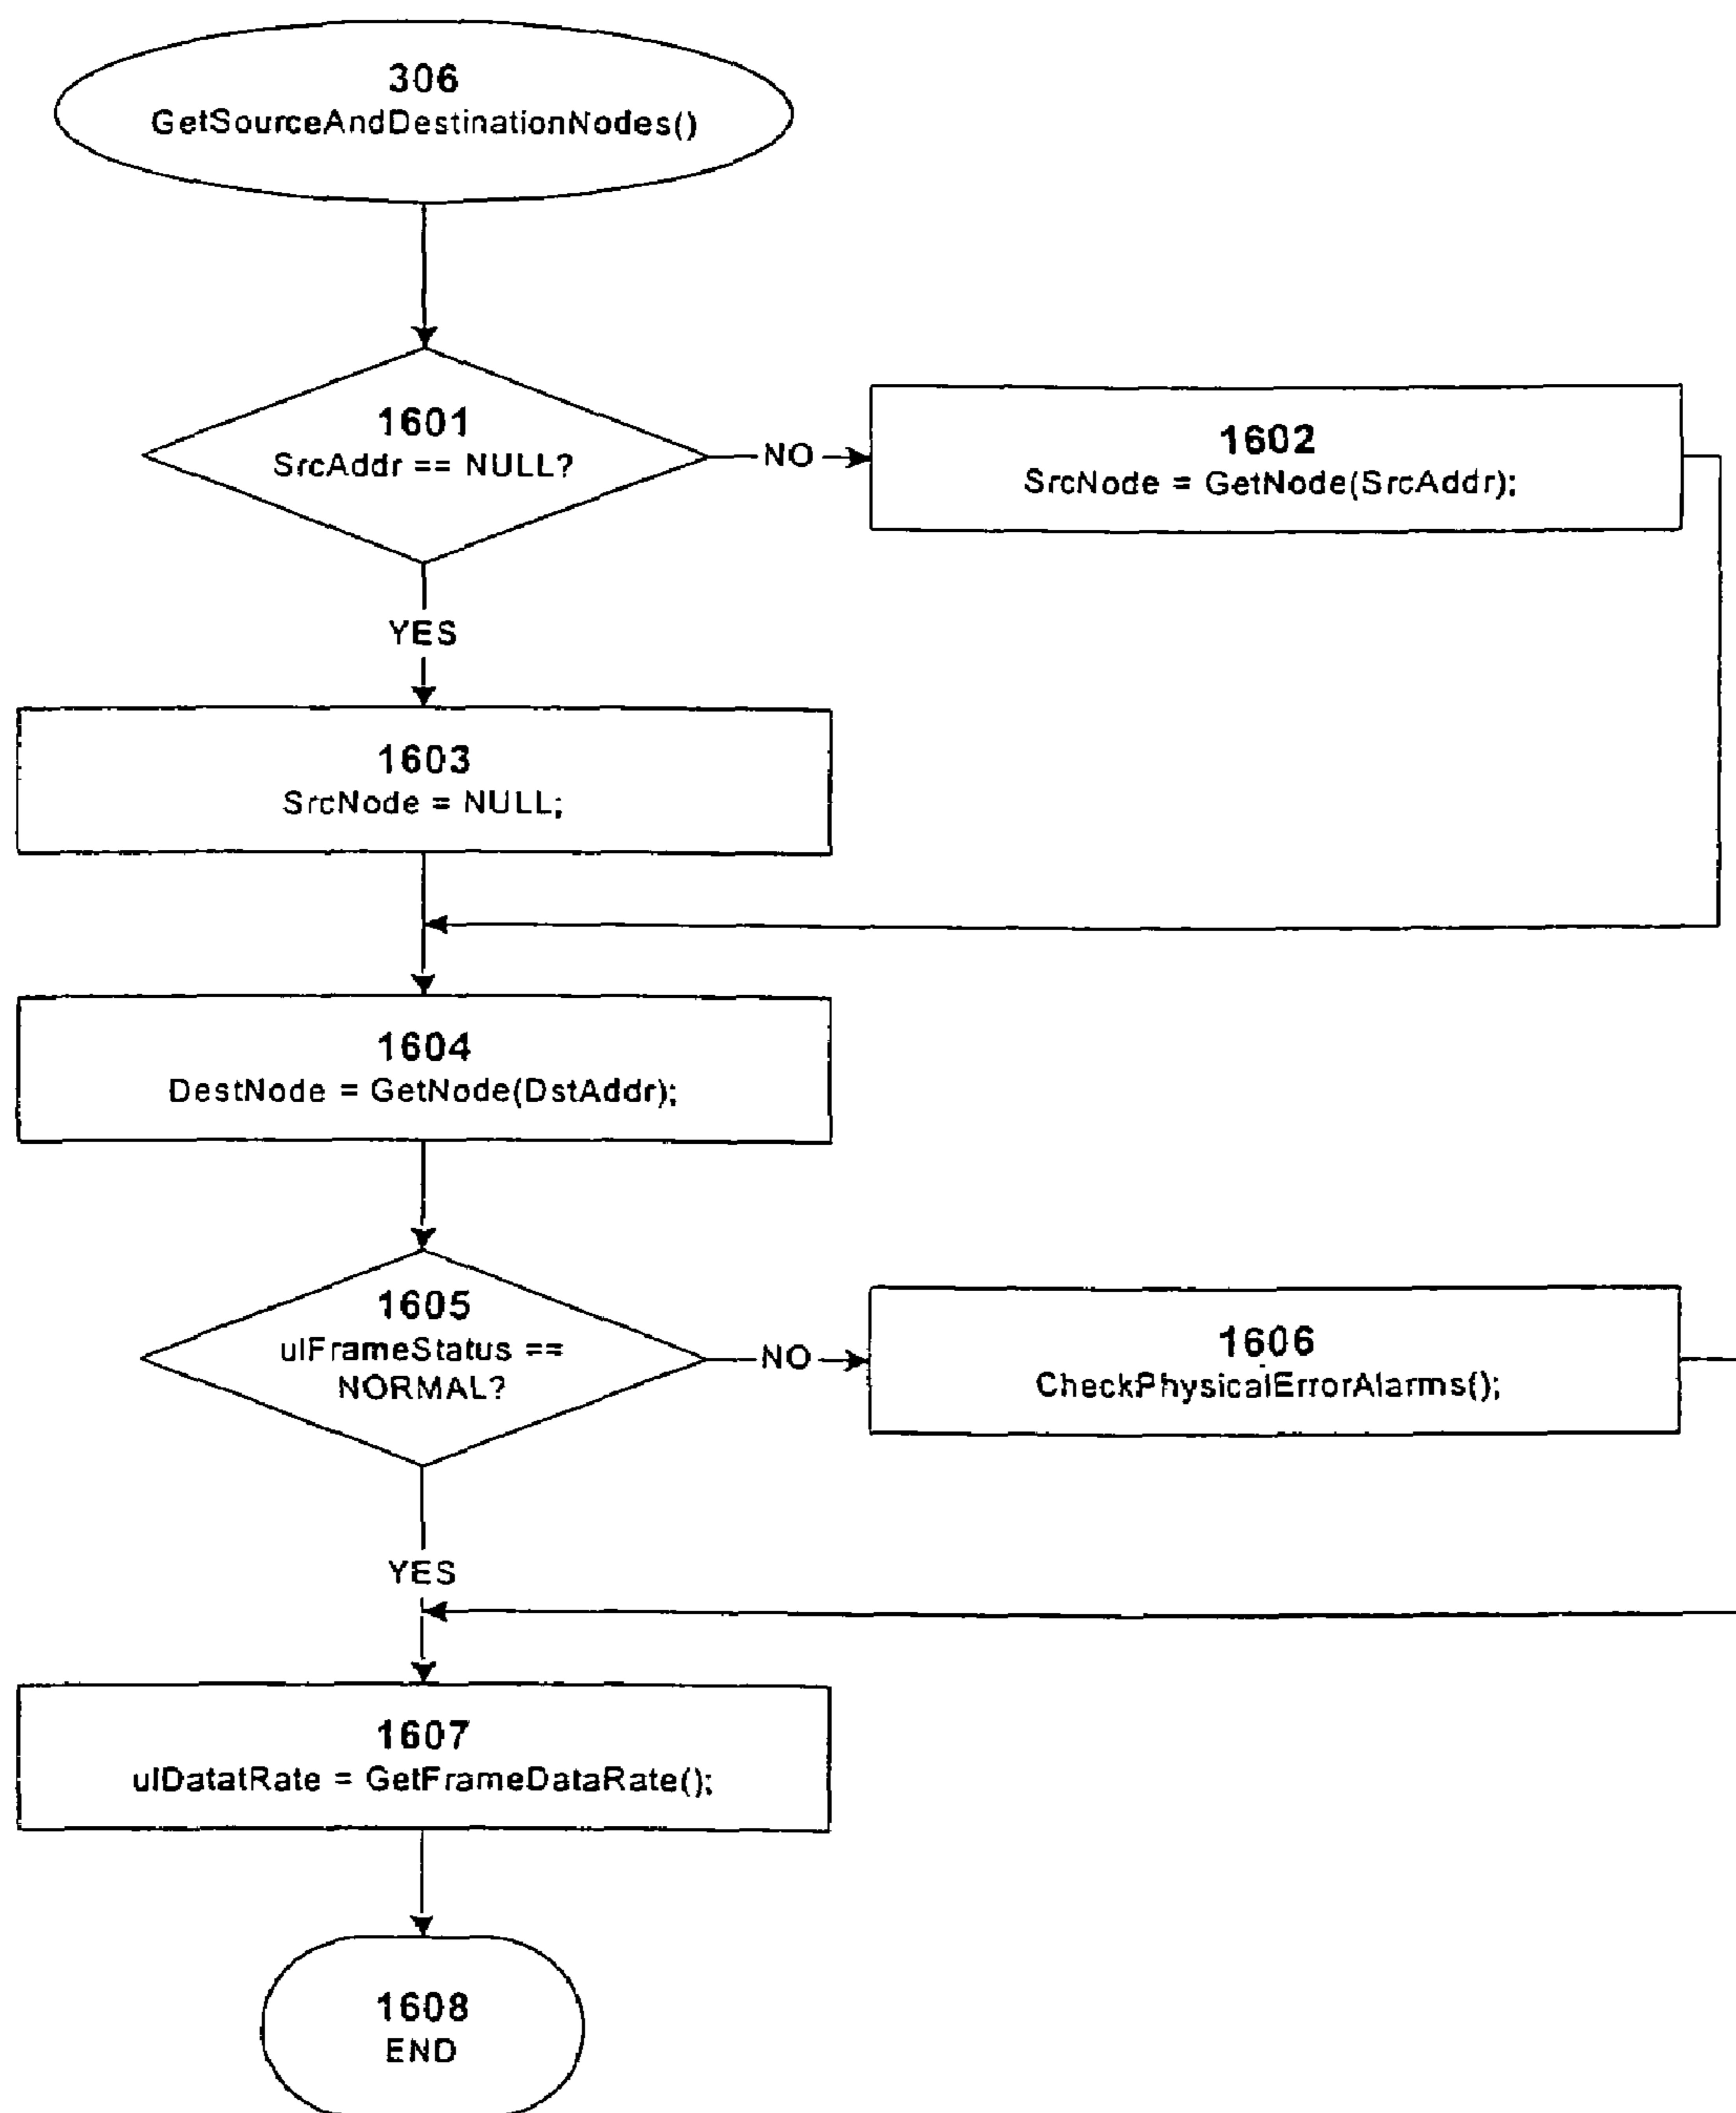 306
GetSourceAndDestinationNodes()
1601
SrcAddr == NULL?
NO
1602
SrcNode = GetNode(SrcAddr);
YES
1603
SrcNode = NULL;
1604
DestNode = GetNode(DstAddr);
1605
ulFrameStatus ==
NORMAL?
NO
1606
CheckPhysicalErrorAlarms();
YES
1607
ulDatatRate = GetFrameDataRate();
1608
END